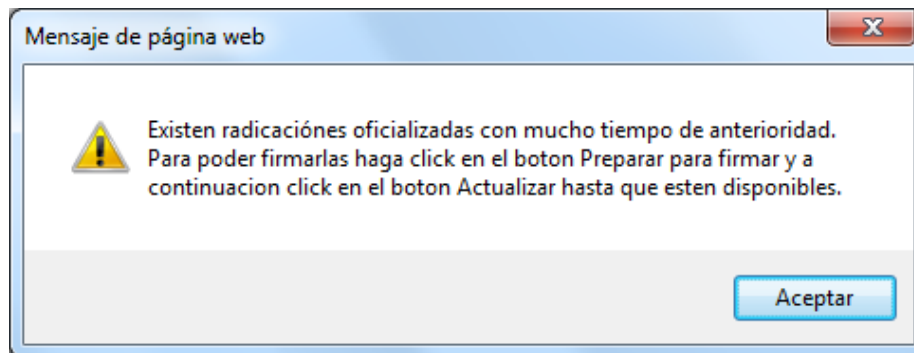 Mensaje de página web
Existen radicaciónes oficializadas con mucho tiempo de anterioridad.
Para poder firmarlas haga click en el boton Preparar para firmar y a
continuacion click en el boton Actualizar hasta que esten disponibles.
Aceptar